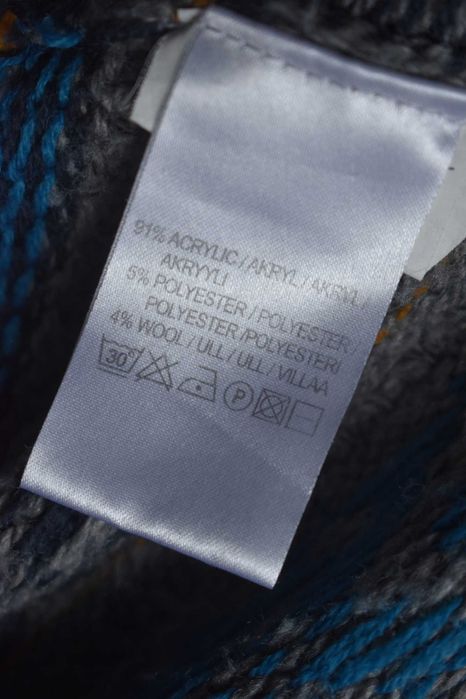 91% ACRYLIC / AKRYL / AKRYL /
AKRYYLI
5% POLYESTER / POLYESTER /
POLYESTER /POLYESTERI
4% WOOL / ULL / ULL / VILLAA
30° P